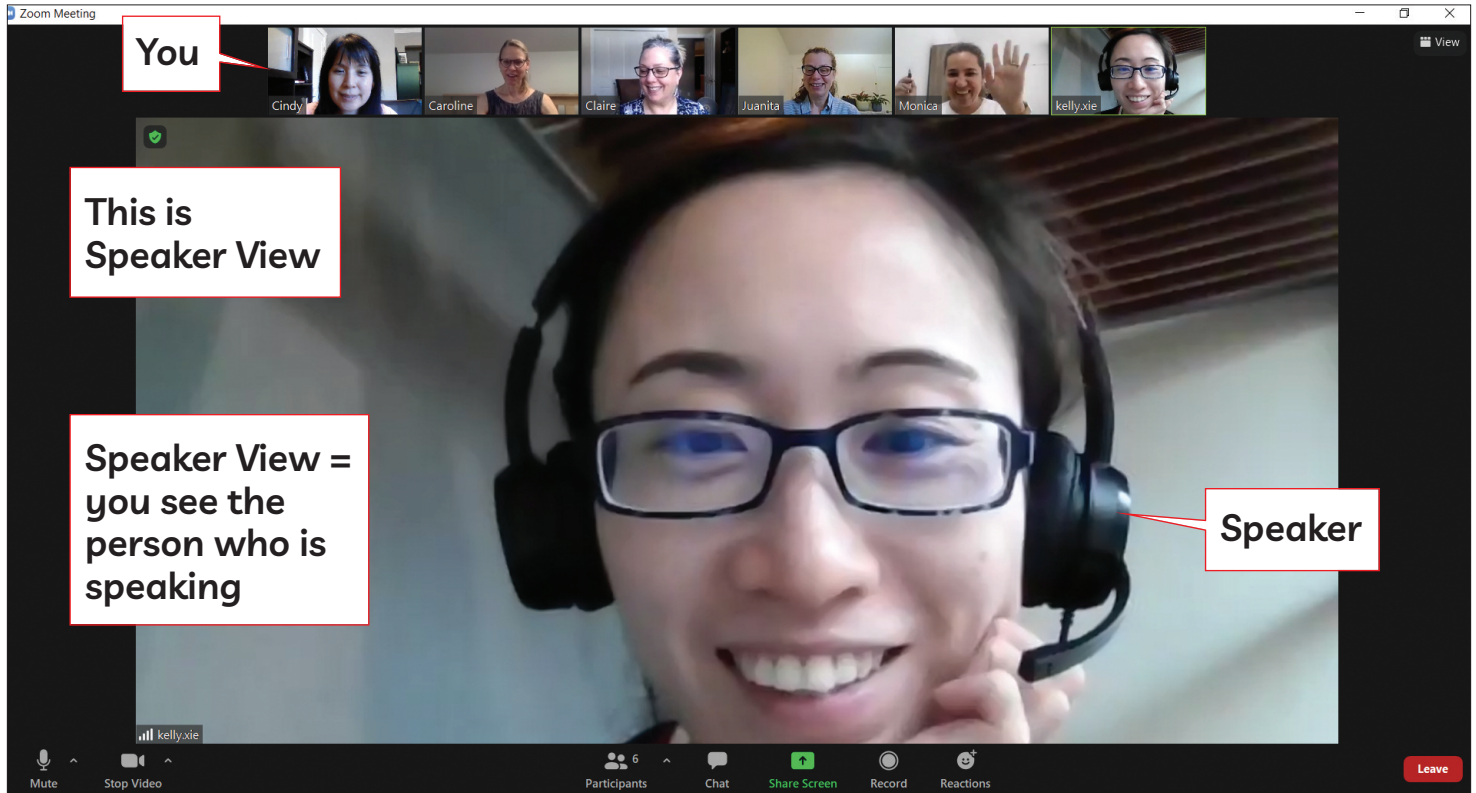 Zoom Meeting
You
View
Cindy
Caroline
Claire
Juanita
Monica
kelly.xie
This is
Speaker View
Speaker View =
you see the
person who is
speaking
Speaker
kelly.xie
Mute
Stop Video
6
Participants
Chat
Share Screen
Record
Reactions
Leave